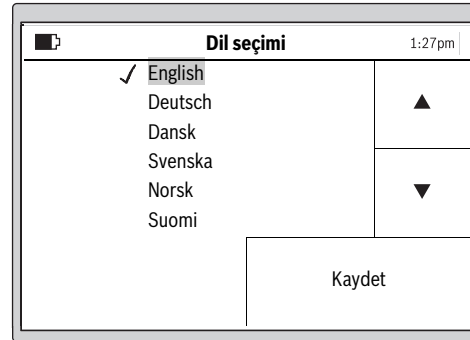 Dil seçimi 1:27pm
English
Deutsch
Dansk
Svenska
Norsk
Suomi
Kaydet